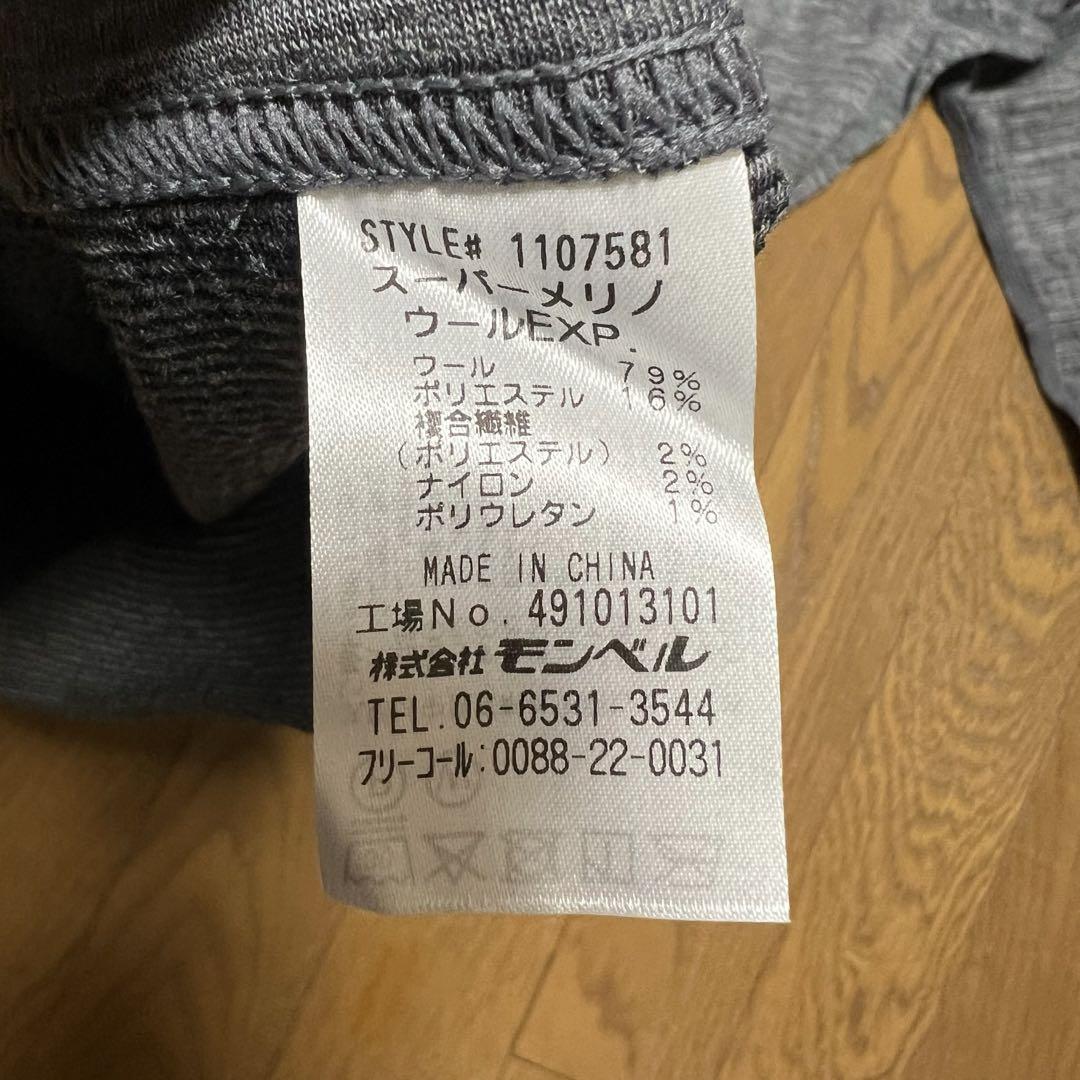 STYLE# 1107581
スーパーメリノ
ウールEXP.
ウール 79%
ポリエステル 16%
複合繊維
(ポリエステル) 2%
ナイロン 2%
ポリウレタン 1%
MADE IN CHINA
工場No. 491013101
株式会社 モンベル
TEL. 06-6531-3544
フリーコール:0088-22-0031